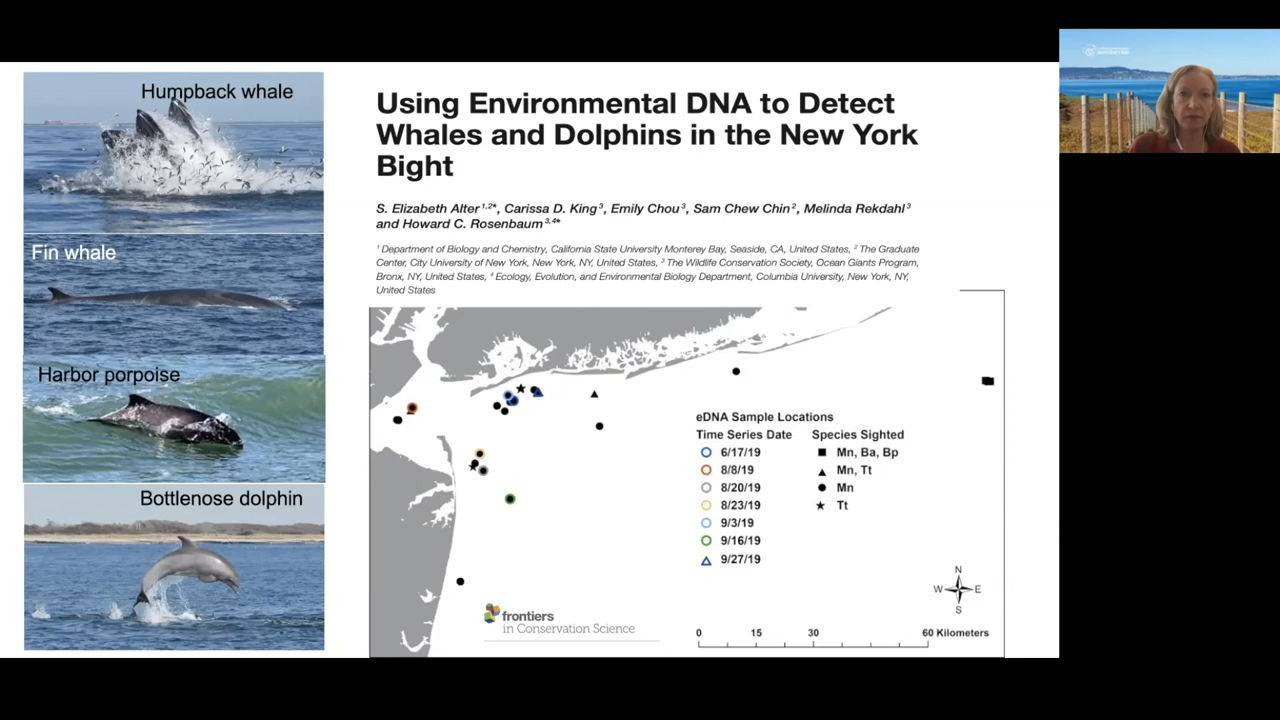 Humpback whale
Fin whale
Harbor porpoise
Bottlenose dolphin
Using Environmental DNA to Detect
Whales and Dolphins in the New York
Bight
S. Elizabeth Alter 1,2*, Carissa D. King 3, Emily Chou 3, Sam Chew Chin 2, Melinda Rekdahl 3
and Howard C. Rosenbaum 3,4*
1 Department of Biology and Chemistry, California State University Monterey Bay, Seaside, CA, United States, 2 The Graduate
Center, City University of New York, New York, NY, United States, 3 The Wildlife Conservation Society, Ocean Giants Program,
Bronx, NY, United States, 4 Ecology, Evolution, and Environmental Biology Department, Columbia University, New York, NY,
United States
eDNA Sample Locations
Time Series Date Species Sighted
6/17/19 Mn, Ba, Bp
8/8/19 Mn, Tt
8/20/19 Mn
8/23/19 Tt
9/3/19
9/16/19
9/27/19
N
W E
S
0 15 30 60 Kilometers
frontiers
in Conservation Science